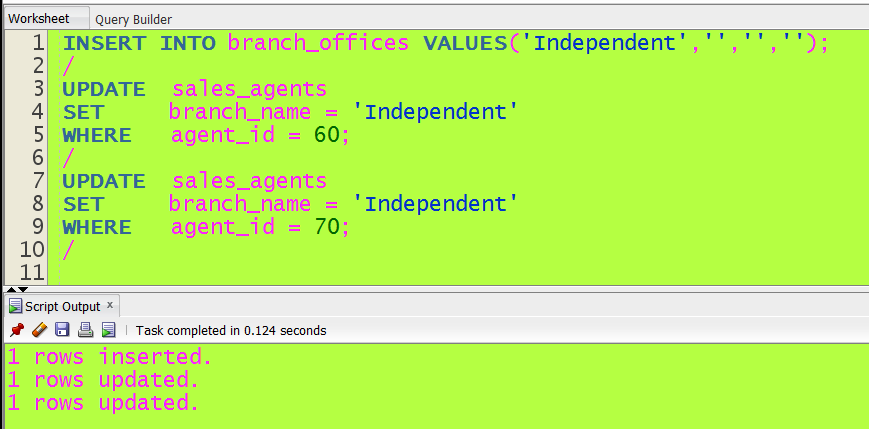 Worksheet Query Builder
1 INSERT INTO branch_offices VALUES('Independent','','','');
2 /
3 UPDATE sales_agents
4 SET branch_name = 'Independent'
5 WHERE agent_id = 60;
6 /
7 UPDATE sales_agents
8 SET branch_name = 'Independent'
9 WHERE agent_id = 70;
10 /
11
Script Output x
Task completed in 0.124 seconds
1 rows inserted.
1 rows updated.
1 rows updated.